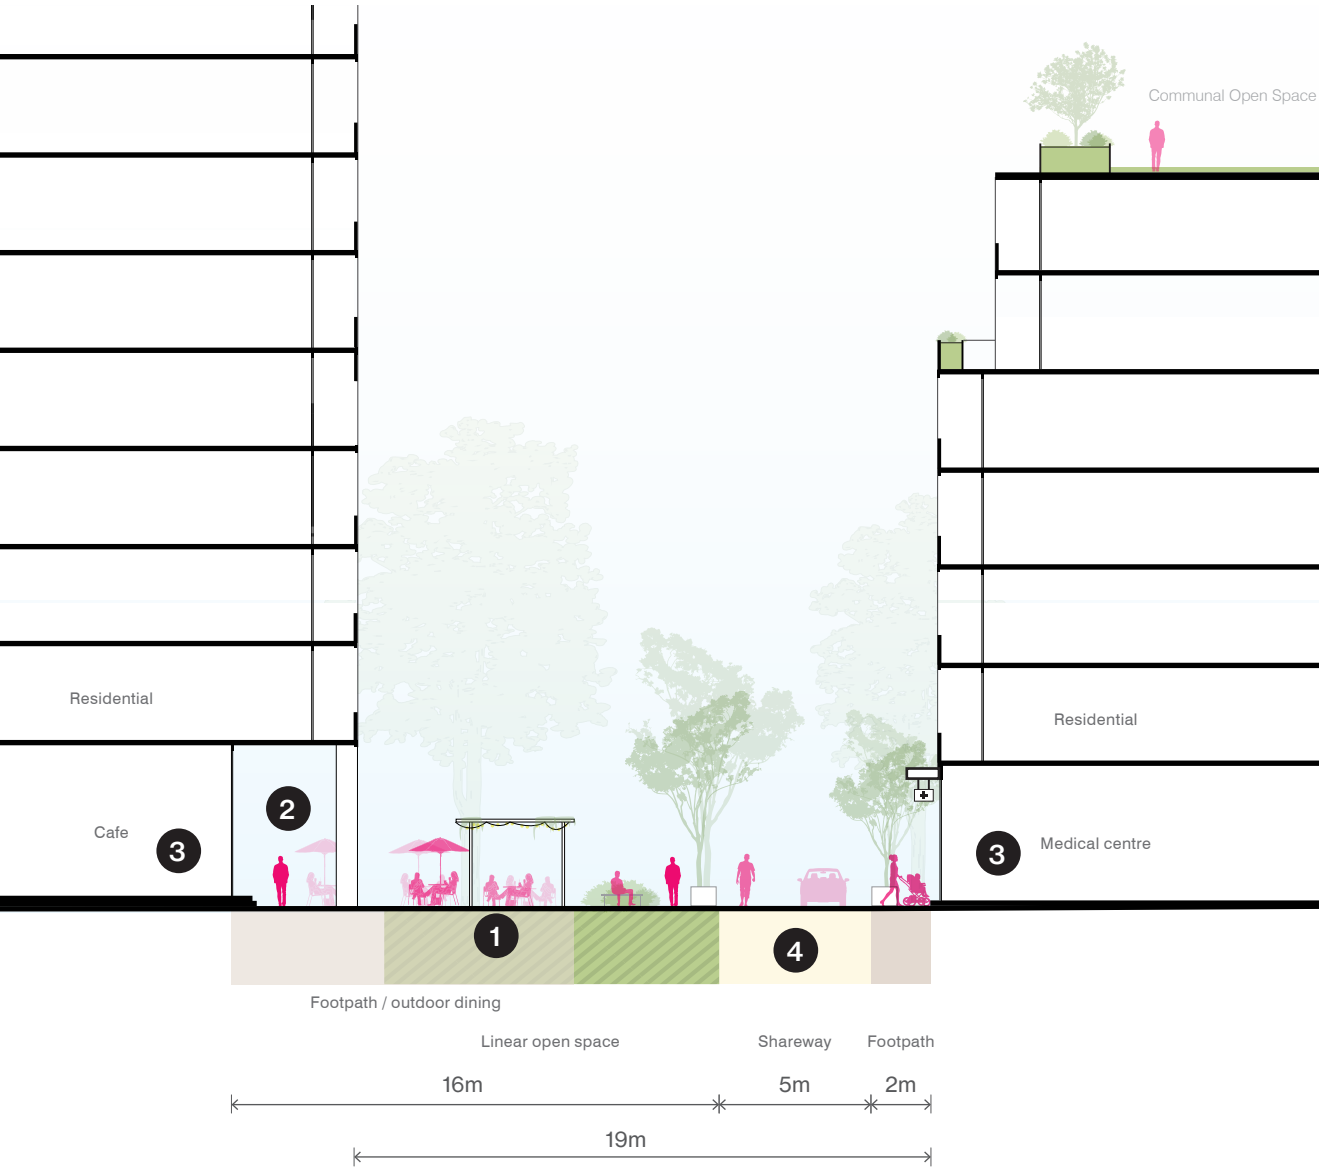 Communal Open Space
Residential
Residential
2
Cafe
3
3
Medical centre
1
4
Footpath / outdoor dining
Linear open space
Shareway
Footpath
16m
5m
2m
19m